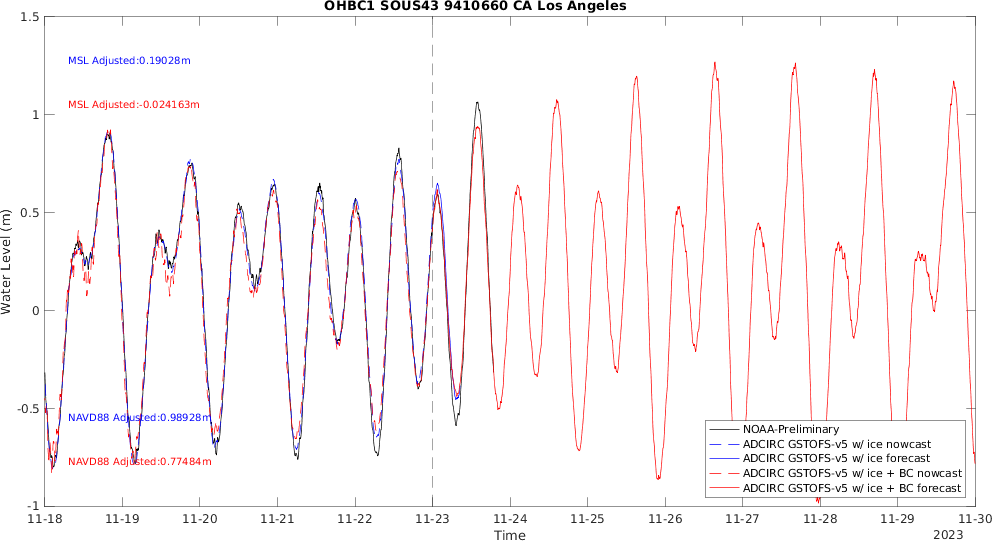 OHBC1 SOUS43 9410660 CA Los Angeles
1.5
1
0.5
0
-0.5
-1
Water Level (m)
MSL Adjusted:0.19028m
MSL Adjusted:-0.024163m
NAVD88 Adjusted:0.98928m
NAVD88 Adjusted:0.77484m
NOAA-Preliminary
ADCIRC GSTOFS-v5 w/ ice nowcast
ADCIRC GSTOFS-v5 w/ ice forecast
ADCIRC GSTOFS-v5 w/ ice + BC nowcast
ADCIRC GSTOFS-v5 w/ ice + BC forecast
11-18 11-19 11-20 11-21 11-22 11-23 11-24 11-25 11-26 11-27 11-28 11-29 11-30
Time
2023